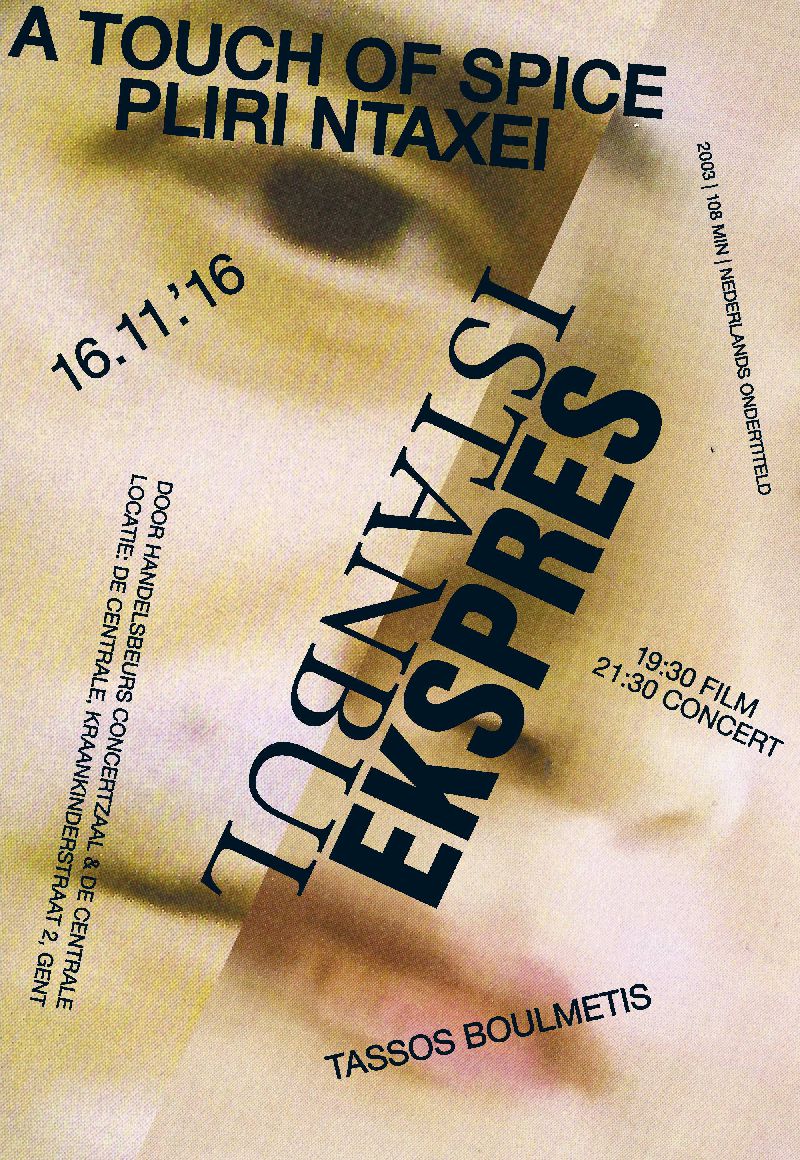 A TOUCH OF SPICE
PLIRI NTAXEI
2003 | 108 MIN | NEDERLANDS ONDERTITELD
16.11.'16
ISTANBUL
EKSPRES
DOOR HANDELSBEURS CONCERTZAAL & DE CENTRALE
LOCATIE: DE CENTRALE, KRAANKINDERSTRAAT 2, GENT
19:30 FILM
21:30 CONCERT
TASSOS BOULMETIS